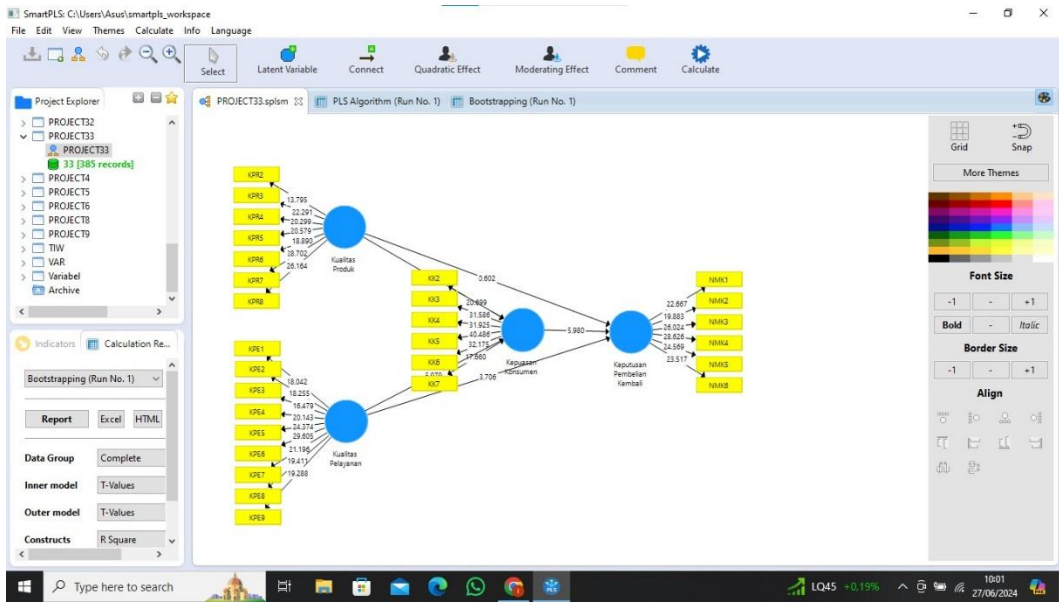 SmartPLS: C:\Users\Asus\smartpls_workspace
File Edit View Themes Calculate Info Language
Select
Latent Variable
Connect
Quadratic Effect
Moderating Effect
Comment
Calculate
Project Explorer
PROJECT32
PROJECT33
PROJECT33
33 [385 records]
PROJECT4
PROJECT5
PROJECT6
PROJECT8
PROJECT9
TIW
VAR
Variabel
Archive
Indicators
Calculation Re...
Bootstrapping (Run No. 1)
Report Excel HTML
Data Group Complete
Inner model T-Values
Outer model T-Values
Constructs R Square
PROJECT33.splsm
PLS Algorithm (Run No. 1)
Bootstrapping (Run No. 1)
KPR2
KPR3
KPR4
KPR5
KPR6
KPR7
KPR8
13.795
22.291
20.299
20.579
18.890
38.702
26.164
Kualitas
Produk
KPE1
KPE2
KPE3
KPE4
KPE5
KPE6
KPE7
KPE8
KPE9
18.042
18.255
16.479
20.143
24.374
29.605
21.196
19.411
19.288
Kualitas
Pelayanan
KK2
KK3
KK4
KK5
KK6
KK7
20.699
31.586
31.925
40.486
32.175
17.660
Kepuasan
Konsumen
0.602
5.980
3.706
Keputusan
Pembelian
Kembali
22.667
19.883
26.024
28.626
24.569
23.517
NMK1
NMK2
NMK3
NMK4
NMK5
NMK6
Grid
Snap
More Themes
Font Size
-1 - +1
Bold - Italic
Border Size
-1 - +1
Align
Type here to search
LQ45 +0,19%
10:01
27/06/2024